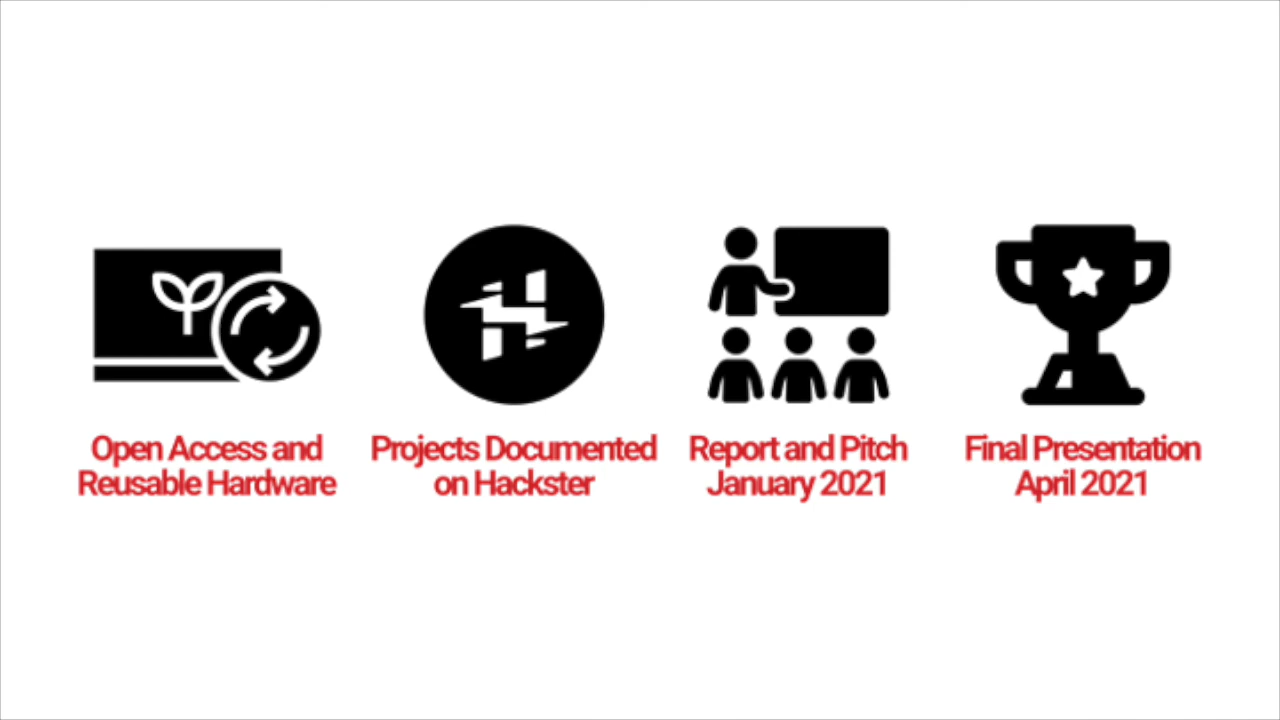 Open Access and
Reusable Hardware
Projects Documented
on Hackster
Report and Pitch
January 2021
Final Presentation
April 2021